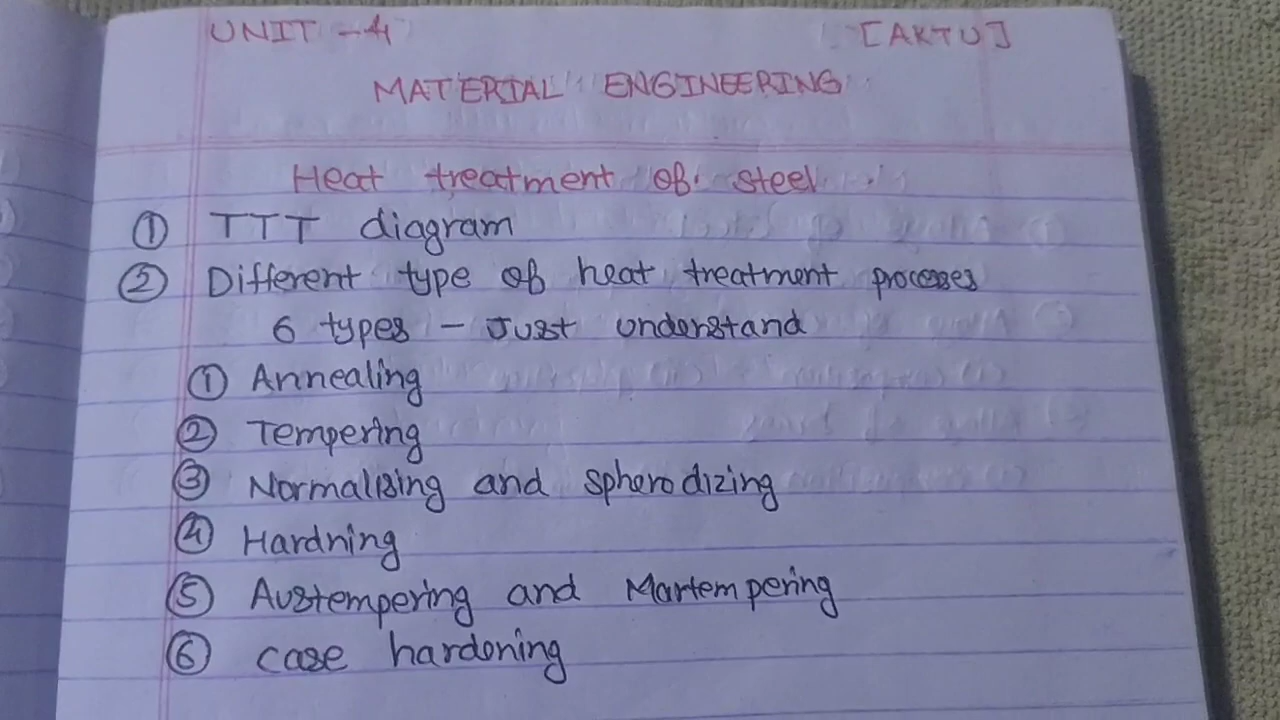 UNIT - 4 [AKTU]
MATERIAL ENGINEERING
Heat treatment of steel
① TTT diagram
② Different type of heat treatment processes
6 types - Just understand
① Annealing
② Tempering
③ Normalising and spherodizing
④ Hardning
⑤ Austempering and Martempering
⑥ case hardening